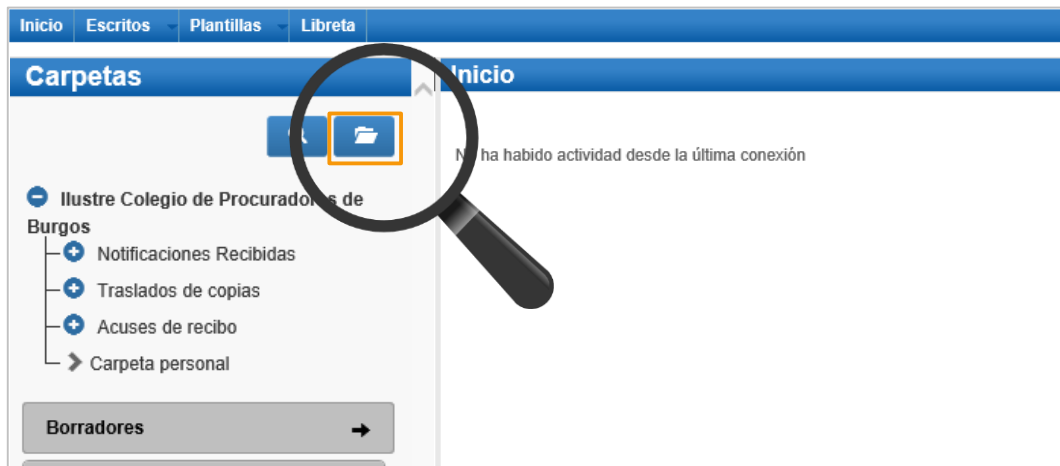 Inicio Escritos Plantillas Libreta
Carpetas
Inicio
No ha habido actividad desde la última conexión
Ilustre Colegio de Procuradores de
Burgos
Notificaciones Recibidas
Traslados de copias
Acuses de recibo
Carpeta personal
Borradores